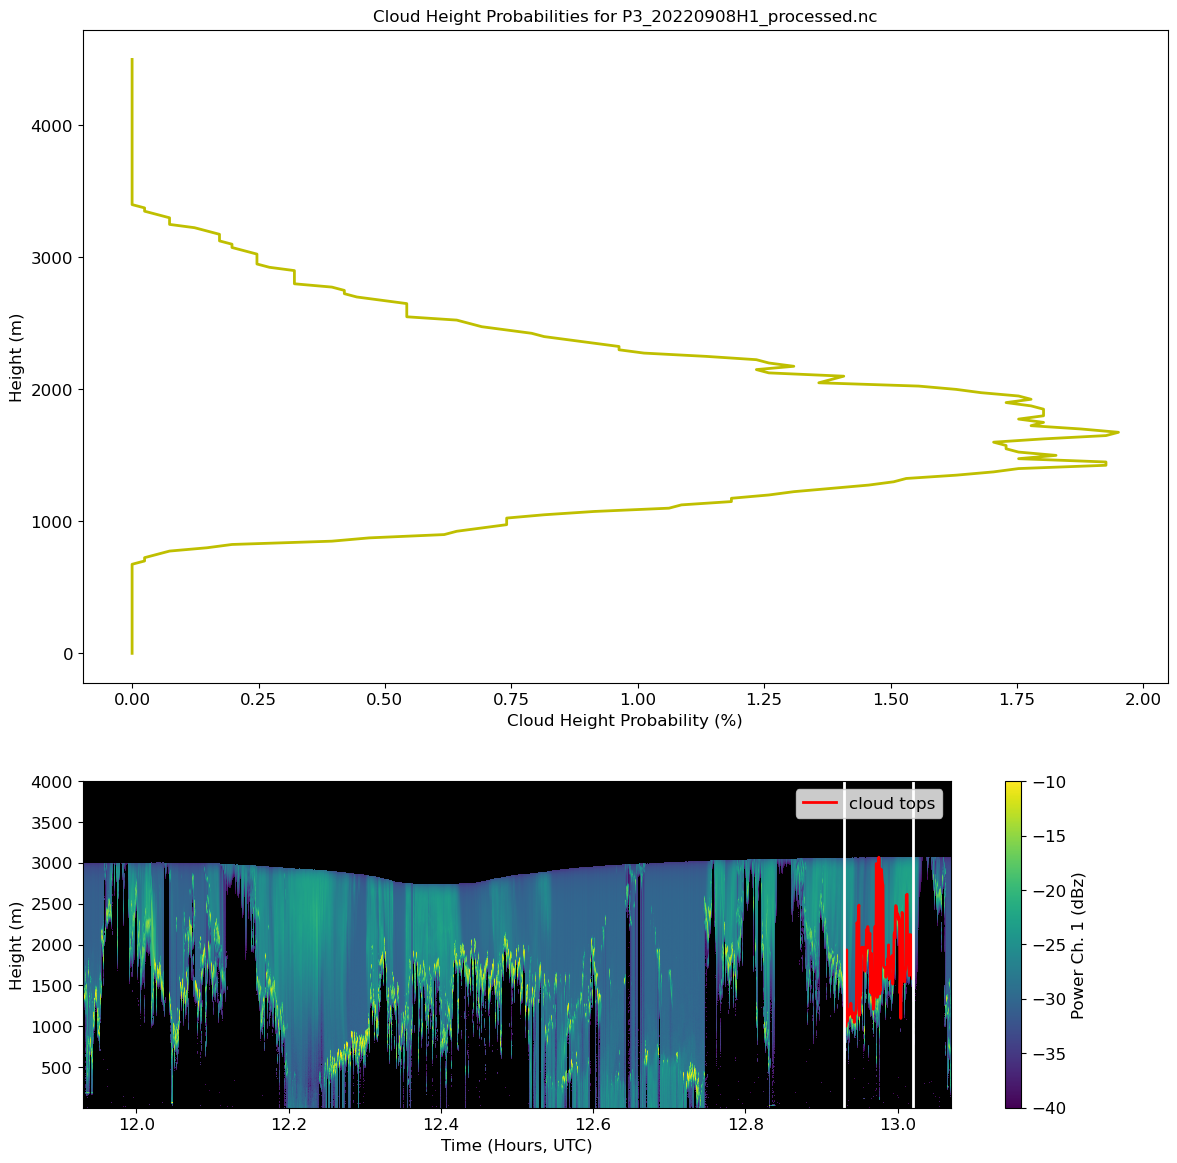 Cloud Height Probabilities for P3_20220908H1_processed.nc
4000
3000
2000
1000
0
Height (m)
0.00 0.25 0.50 0.75 1.00 1.25 1.50 1.75 2.00
Cloud Height Probability (%)
4000
3500
3000
2500
2000
1500
1000
500
Height (m)
cloud tops
12.0 12.2 12.4 12.6 12.8 13.0
Time (Hours, UTC)
−10
−15
−20
−25
−30
−35
−40
Power Ch. 1 (dBz)